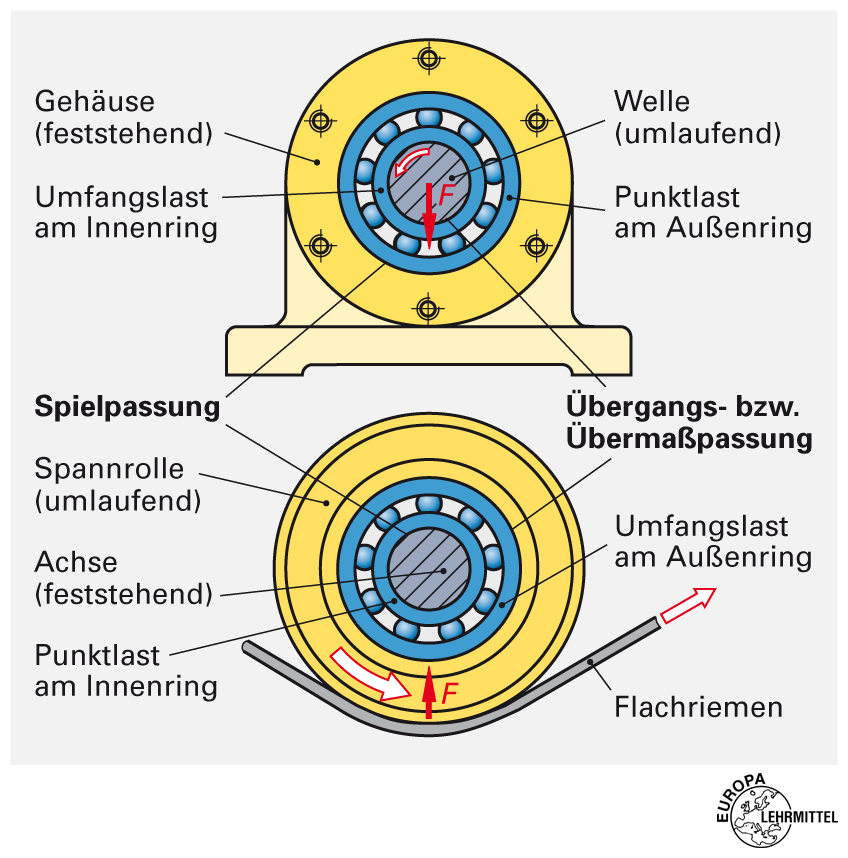 Gehäuse
(feststehend)
Welle
(umlaufend)
Umfangslast
am Innenring
F
Punktlast
am Außenring
Spielpassung
Übergangs- bzw.
Übermaßpassung
Spannrolle
(umlaufend)
Umfangslast
am Außenring
Achse
(feststehend)
Punktlast
am Innenring
F
Flachriemen
EUROPA
LEHRMITTEL